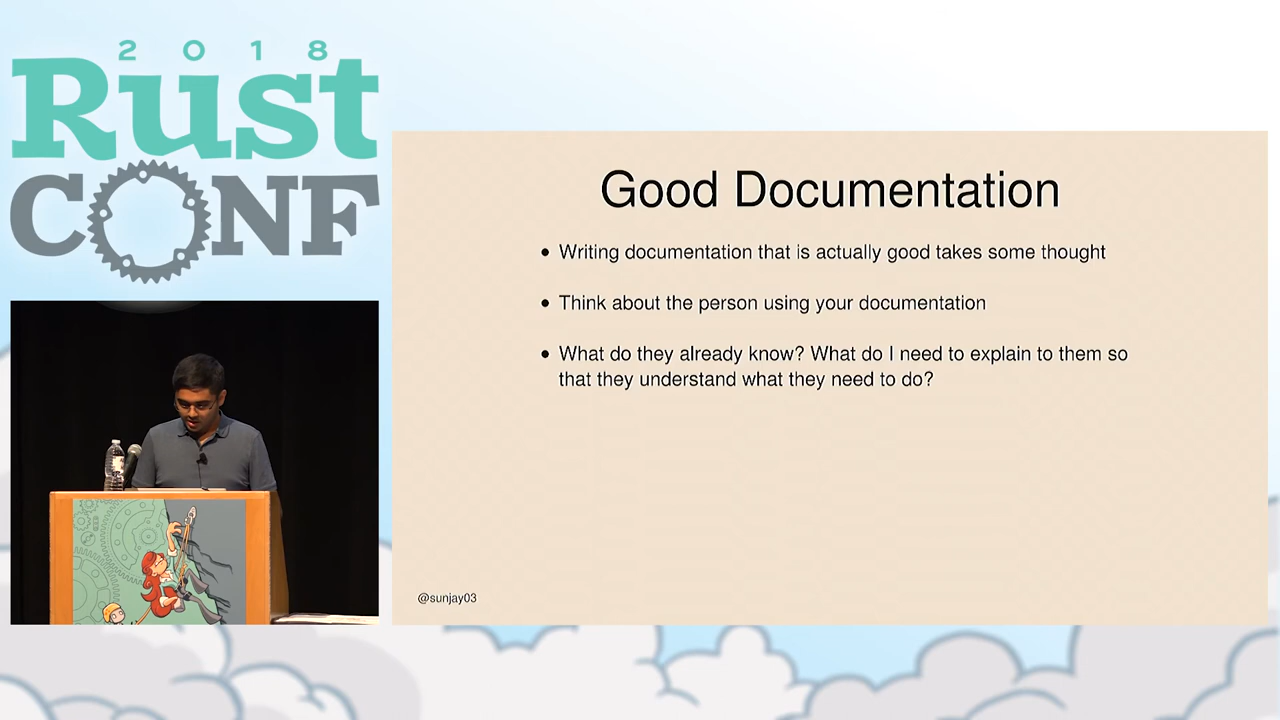 2018
Rust
CONF
Good Documentation
• Writing documentation that is actually good takes some thought
• Think about the person using your documentation
• What do they already know? What do I need to explain to them so
that they understand what they need to do?
@sunjay03